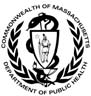 COMMONWEALTH OF MASSACHUSETTS
DEPARTMENT OF PUBLIC HEALTH